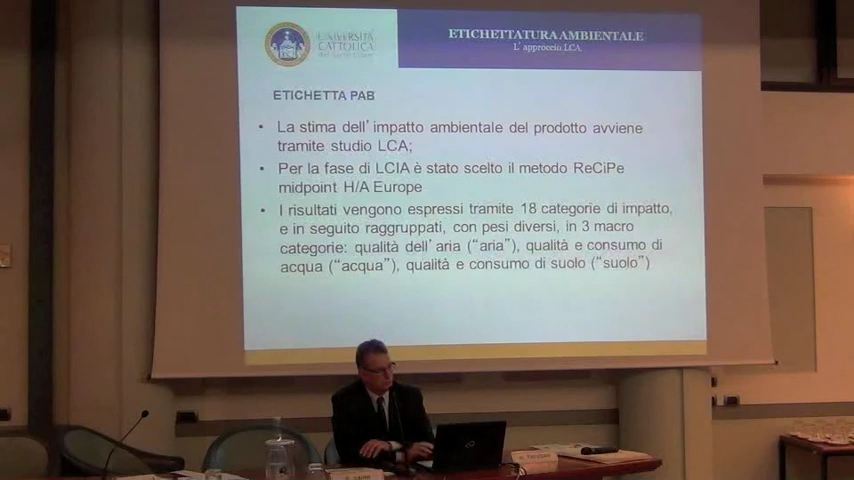 UNIVERSITÀ
CATTOLICA
del Sacro Cuore
ETICHETTATURA AMBIENTALE
L'approccio LCA
ETICHETTA PAB
• La stima dell'impatto ambientale del prodotto avviene
tramite studio LCA;
• Per la fase di LCIA è stato scelto il metodo ReCiPe
midpoint H/A Europe
• I risultati vengono espressi tramite 18 categorie di impatto,
e in seguito raggruppati, con pesi diversi, in 3 macro
categorie: qualità dell'aria ("aria"), qualità e consumo di
acqua ("acqua"), qualità e consumo di suolo ("suolo")